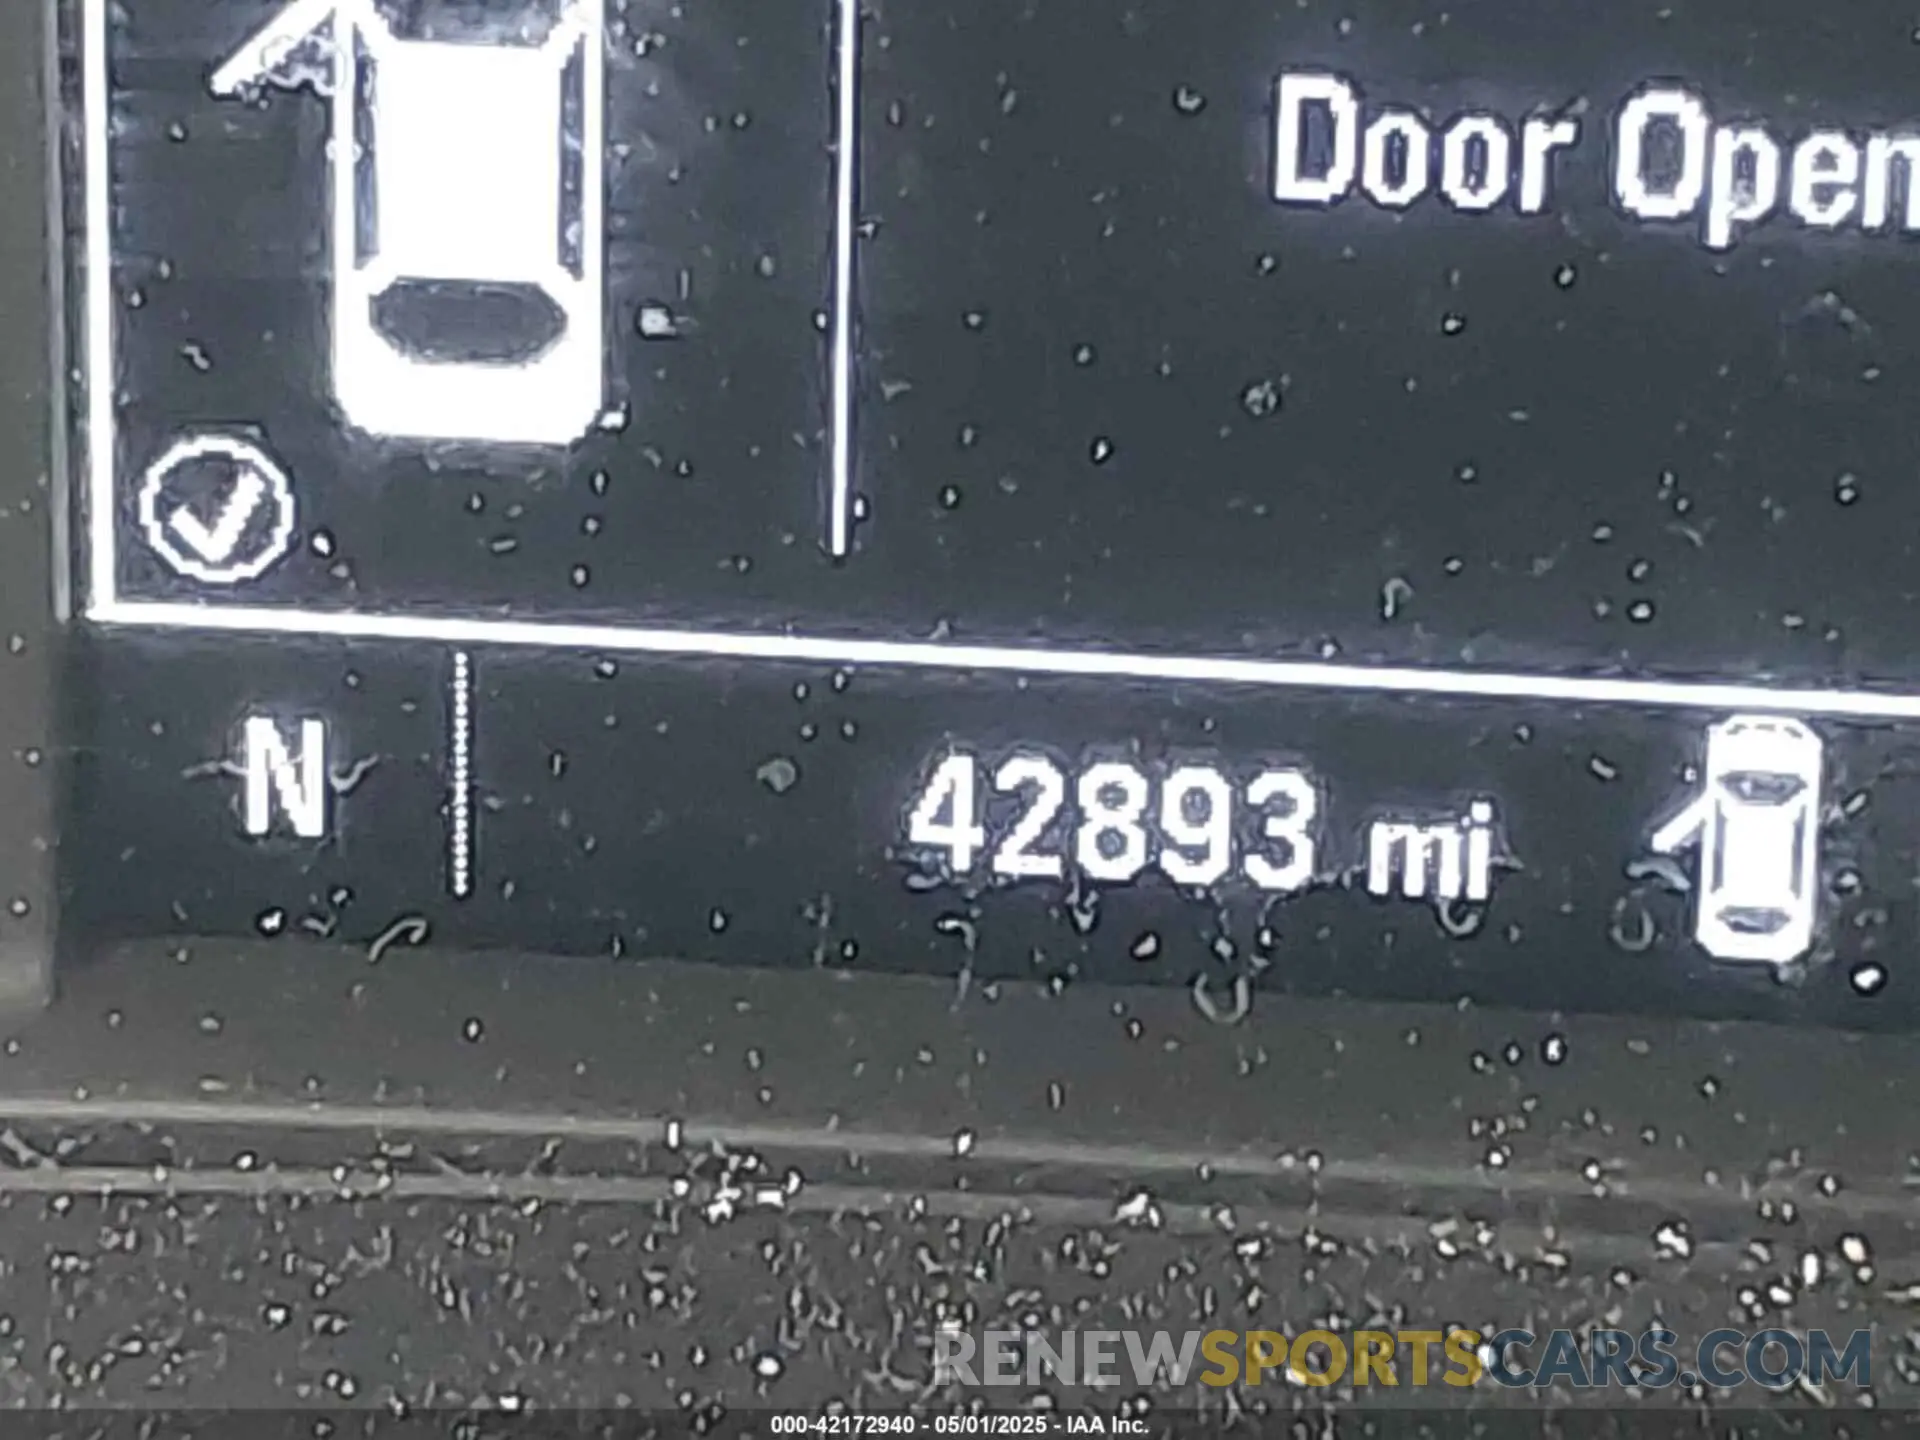 Door Open
N
42893 mi
RENEWSPORTSCARS.COM
000-42172940 - 05/01/2025 - IAA Inc.